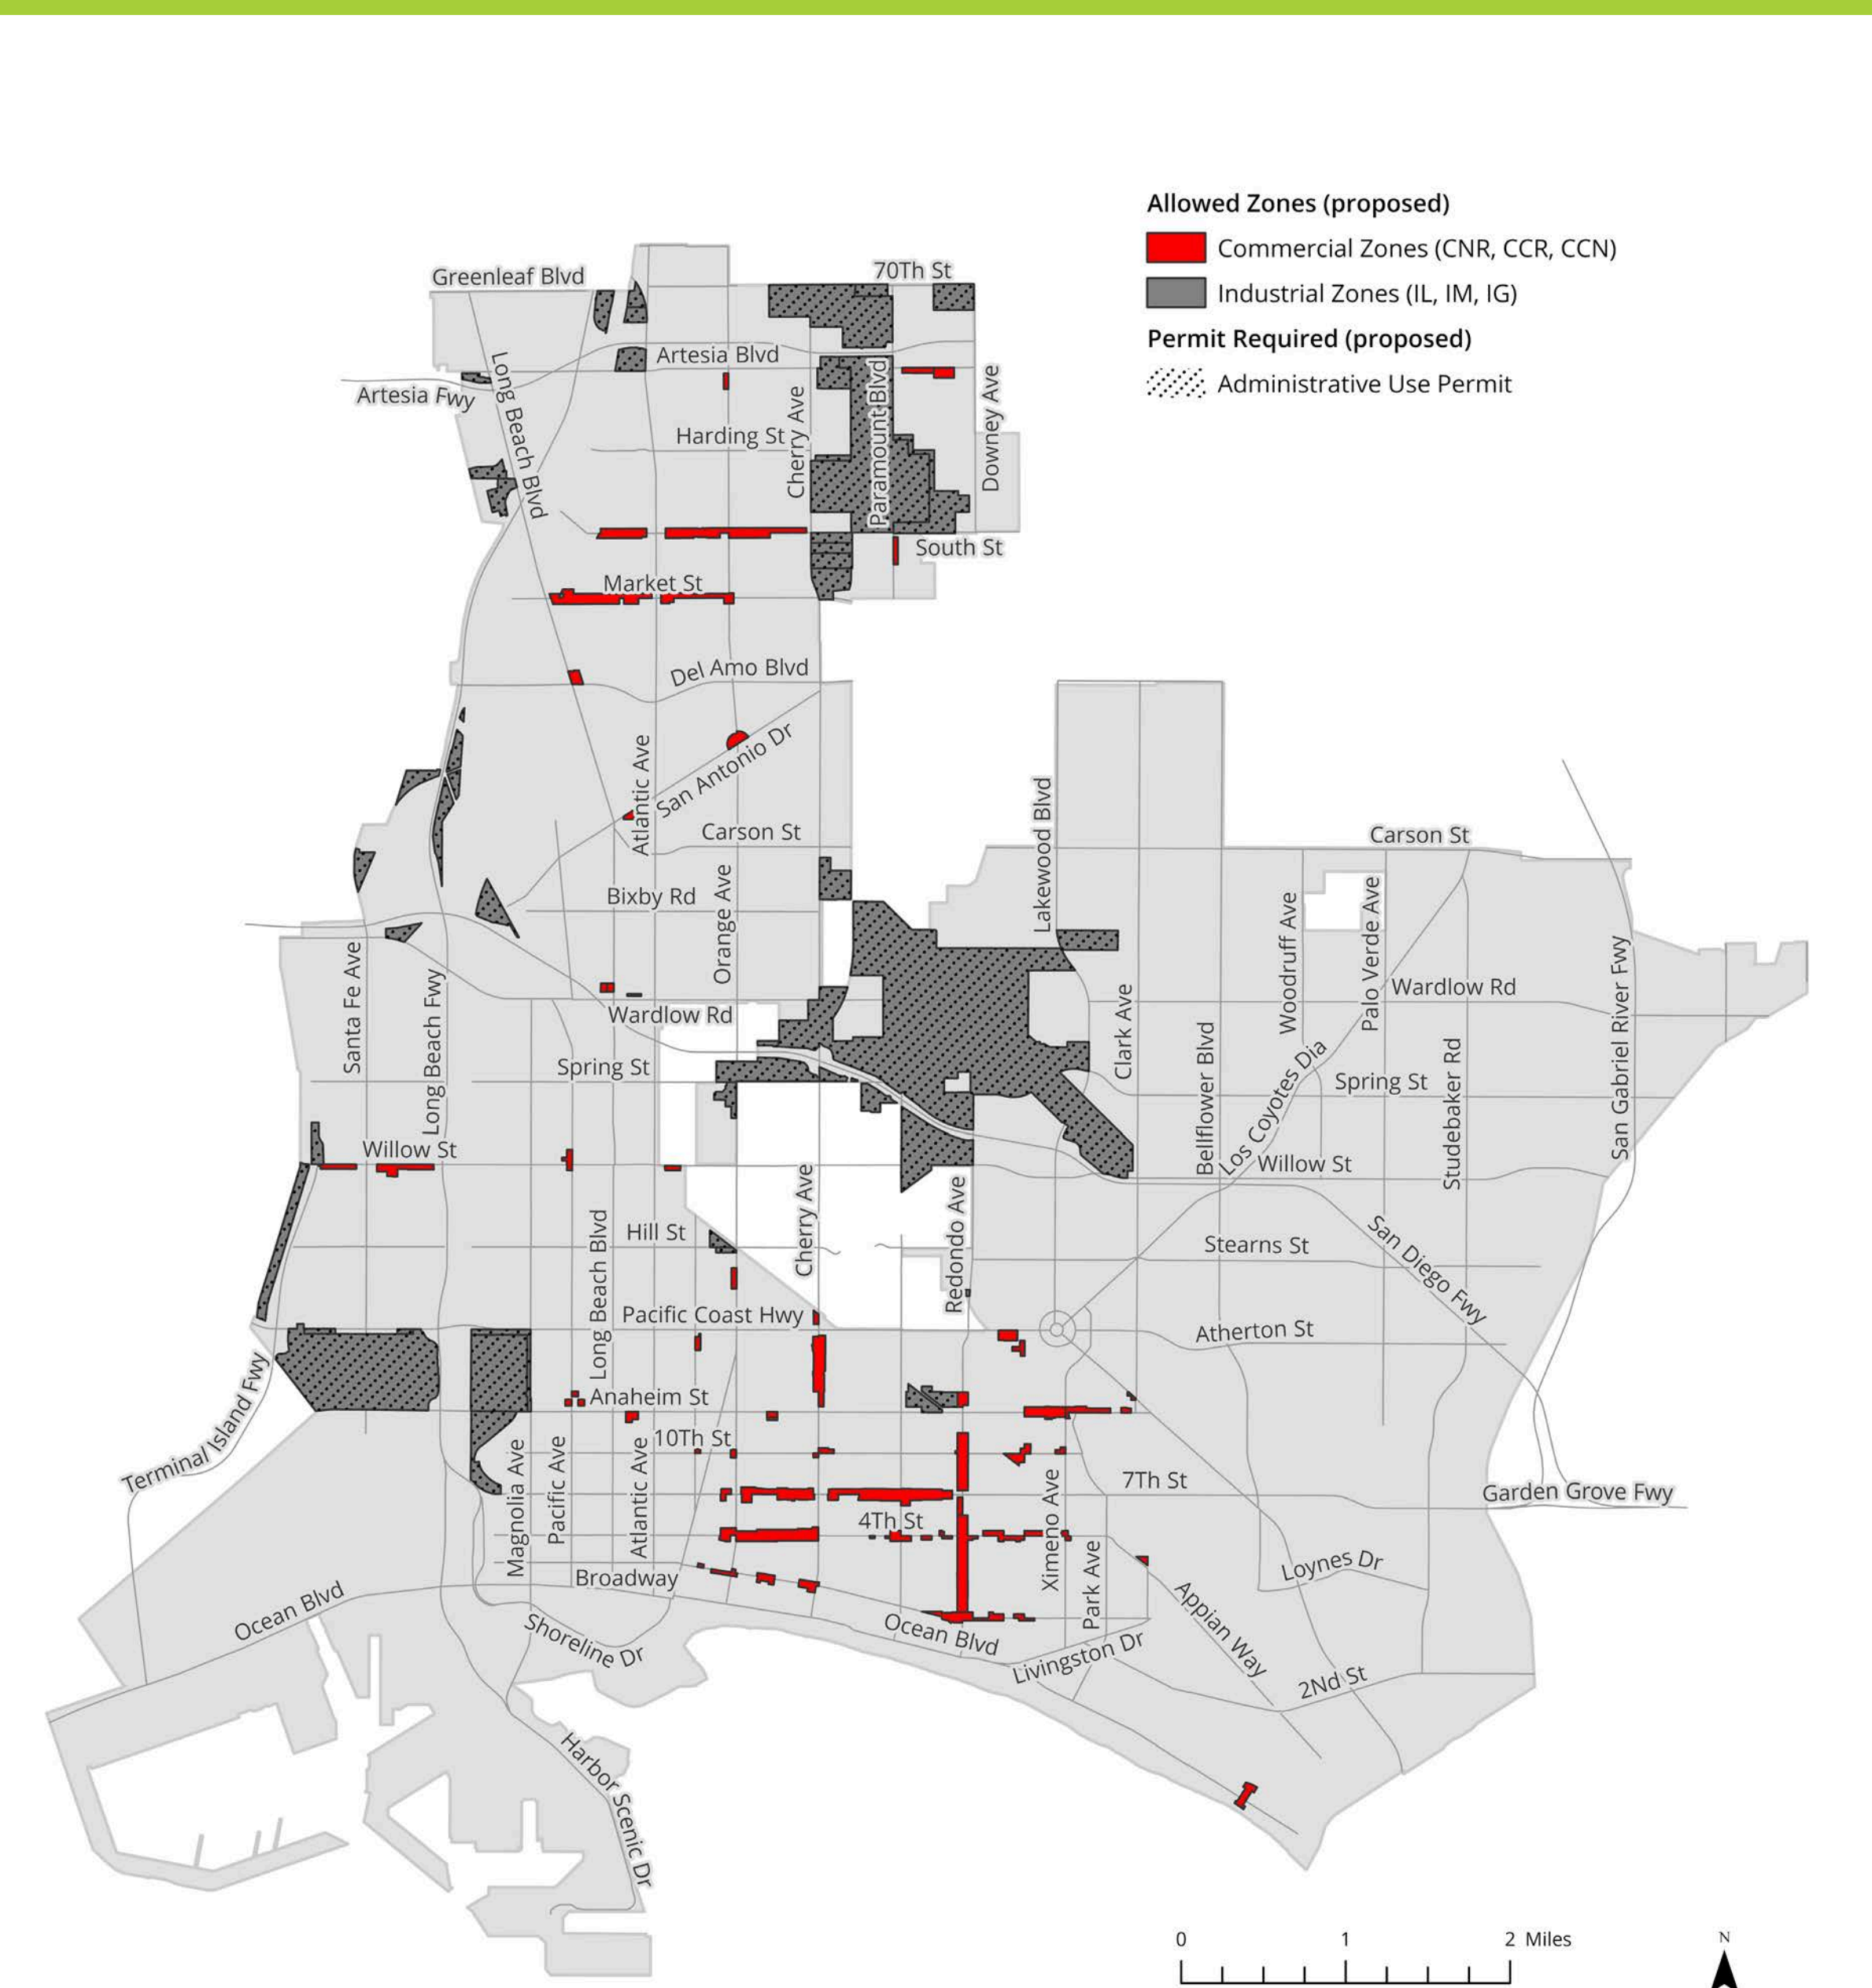 Allowed Zones (proposed)
Commercial Zones (CNR, CCR, CCN)
Industrial Zones (IL, IM, IG)
Permit Required (proposed)
Administrative Use Permit
Greenleaf Blvd
70Th St
Artesia Blvd
Artesia Fwy
Long Beach Blvd
Harding St
Cherry Ave
Paramount Blvd
Downey Ave
South St
Market St
Del Amo Blvd
San Antonio Dr
Atlantic Ave
Carson St
Carson St
Lakewood Blvd
Bixby Rd
Orange Ave
Woodruff Ave
Palo Verde Ave
Santa Fe Ave
Long Beach Fwy
Wardlow Rd
Wardlow Rd
Clark Ave
San Gabriel River Fwy
Spring St
Bellflower Blvd
Los Coyotes Dia
Spring St
Studebaker Rd
Willow St
Willow St
Cherry Ave
Redondo Ave
Hill St
Long Beach Blvd
Stearns St
San Diego Fwy
Pacific Coast Hwy
Atherton St
Terminal Island Fwy
Anaheim St
10Th St
Magnolia Ave
Pacific Ave
Atlantic Ave
Ximeno Ave
7Th St
Garden Grove Fwy
4Th St
Park Ave
Loynes Dr
Broadway
Ocean Blvd
Shoreline Dr
Ocean Blvd
Appian Way
Livingston Dr
2Nd St
Harbor Scenic Dr
0 1 2 Miles
N